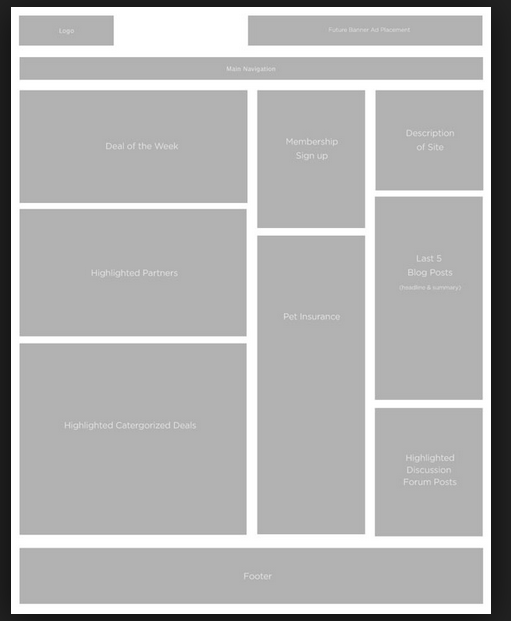 Logo
Future Banner Ad Placement
Main Navigation
Deal of the Week
Membership
Sign up
Description
of Site
Highlighted Partners
Pet Insurance
Last 5
Blog Posts
(headline & summary)
Highlighted Catergorized Deals
Highlighted
Discussion
Forum Posts
Footer